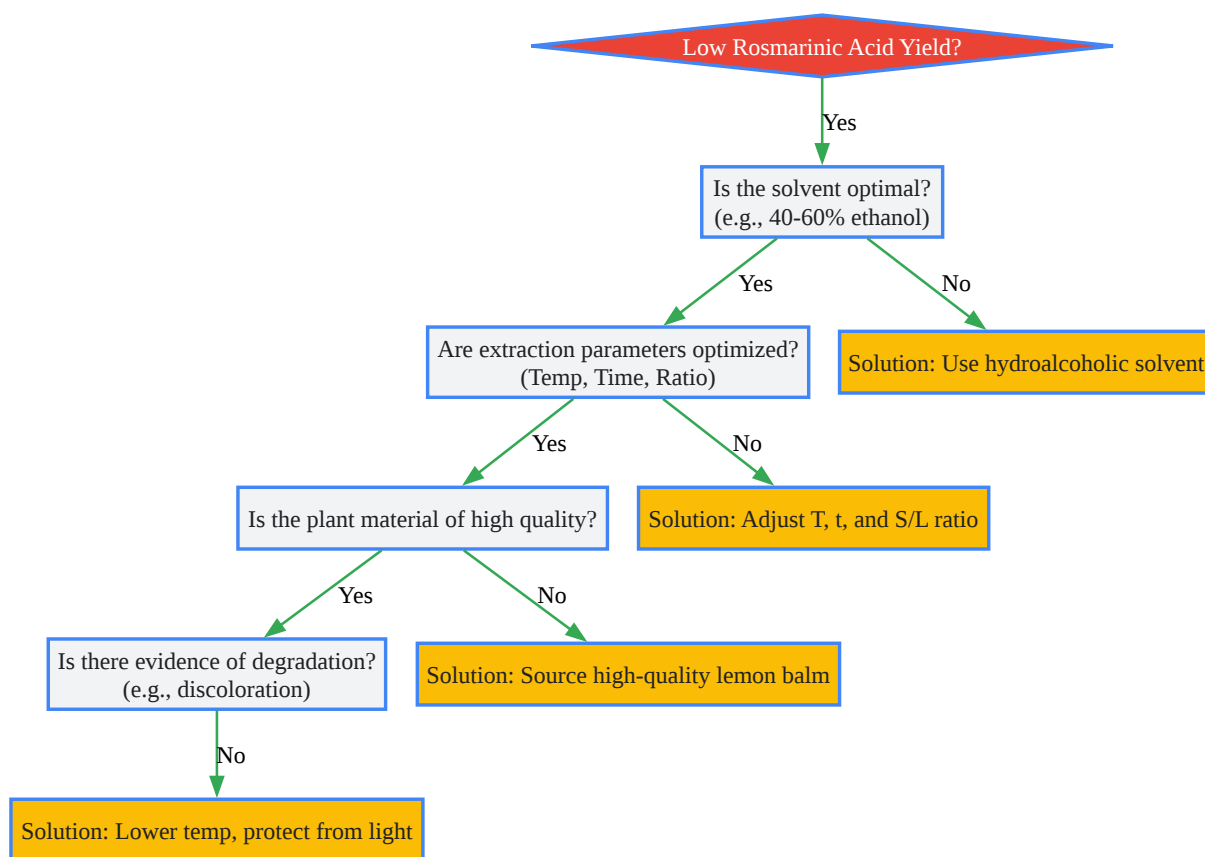 Low Rosmarinic Acid Yield?
Yes
Is the solvent optimal?
(e.g., 40-60% ethanol)
Yes
No
Are extraction parameters optimized?
(Temp, Time, Ratio)
Solution: Use hydroalcoholic solvent
Yes
No
Is the plant material of high quality?
Solution: Adjust T, t, and S/L ratio
Yes
No
Is there evidence of degradation?
(e.g., discoloration)
Solution: Source high-quality lemon balm
No
Solution: Lower temp, protect from light